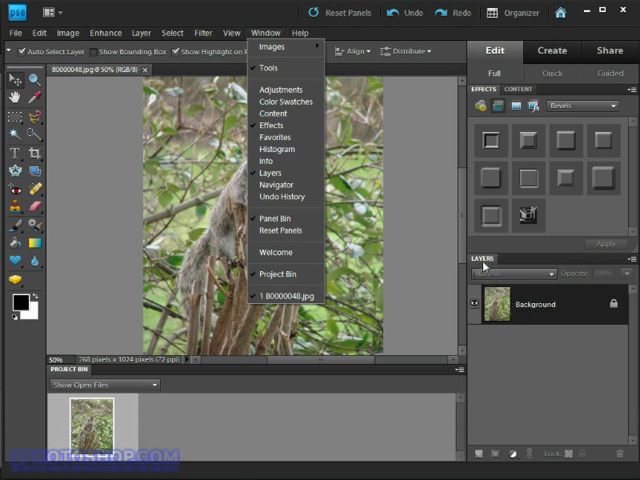 pse
Reset Panels
Undo
Redo
Organizer
File
Edit
Image
Enhance
Layer
Select
Filter
View
Window
Help
Auto Select Layer
Show Bounding Box
Show Highlight on
Align
Distribute
Edit
Create
Share
Full
Quick
Guided
80000048.jpg @ 50% (RGB/8)
Images
Tools
Adjustments
Color Swatches
Content
Effects
Favorites
Histogram
Info
Layers
Navigator
Undo History
Panel Bin
Reset Panels
Welcome
Project Bin
1 80000048.jpg
EFFECTS
CONTENT
Bevels
Apply
LAYERS
Opacity:
Background
Lock:
50%
768 pixels x 1024 pixels (72 ppi)
PROJECT BIN
Show Open Files